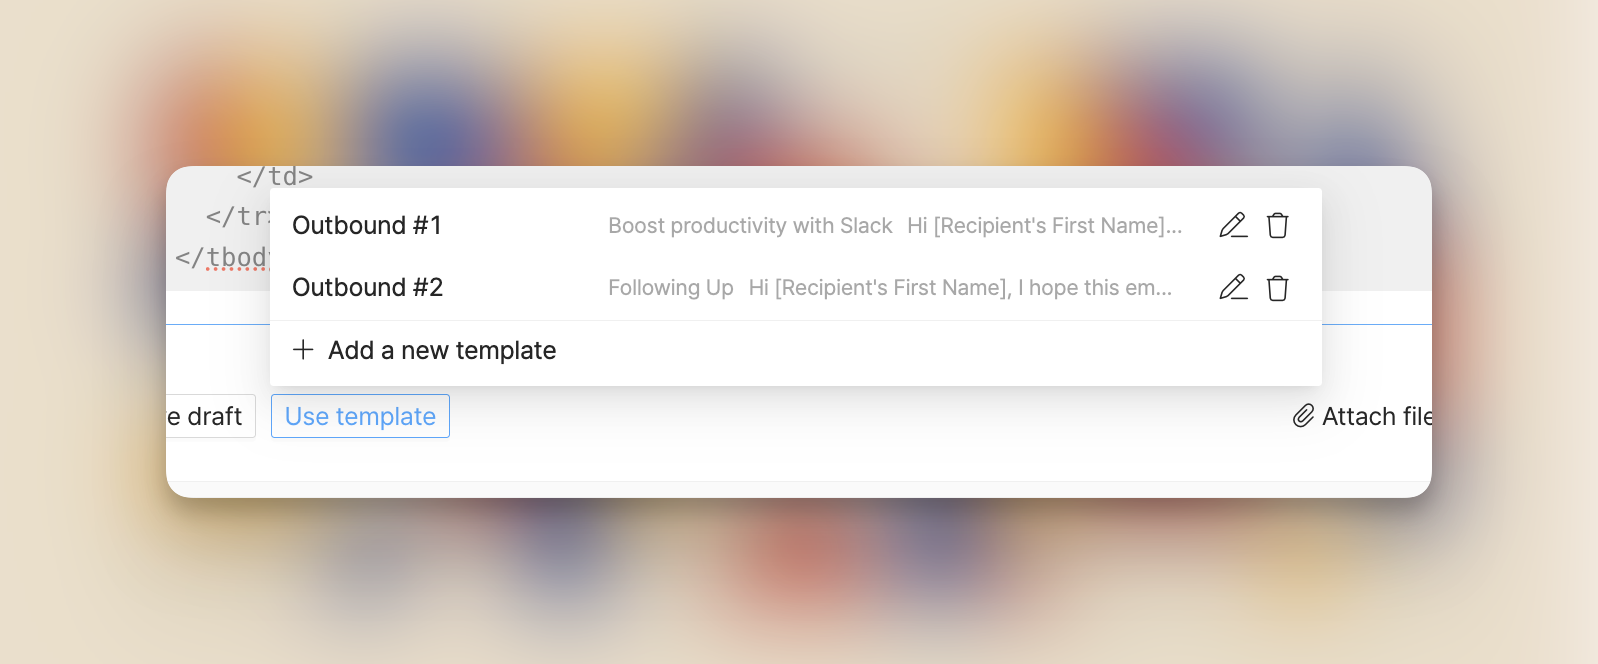 </td>
</tr>
</tbody
Outbound #1 Boost productivity with Slack Hi [Recipient's First Name]...
Outbound #2 Following Up Hi [Recipient's First Name], I hope this em...
+ Add a new template
e draft Use template Attach file